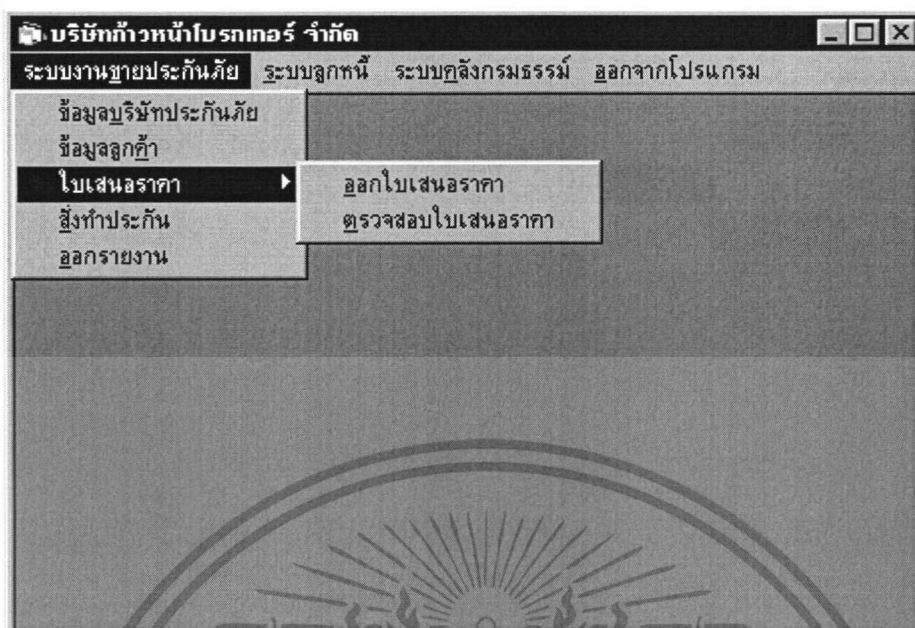 บริษัทก้าวหน้าโบรกเกอร์ จำกัด
ระบบงานขายประกันภัย ระบบลูกหนี้ ระบบคลังกรมธรรม์ ออกจากโปรแกรม
ข้อมูลบริษัทประกันภัย
ข้อมูลลูกค้า
ใบเสนอราคา
ออกใบเสนอราคา
ตรวจสอบใบเสนอราคา
สั่งทำประกัน
ออกรายงาน